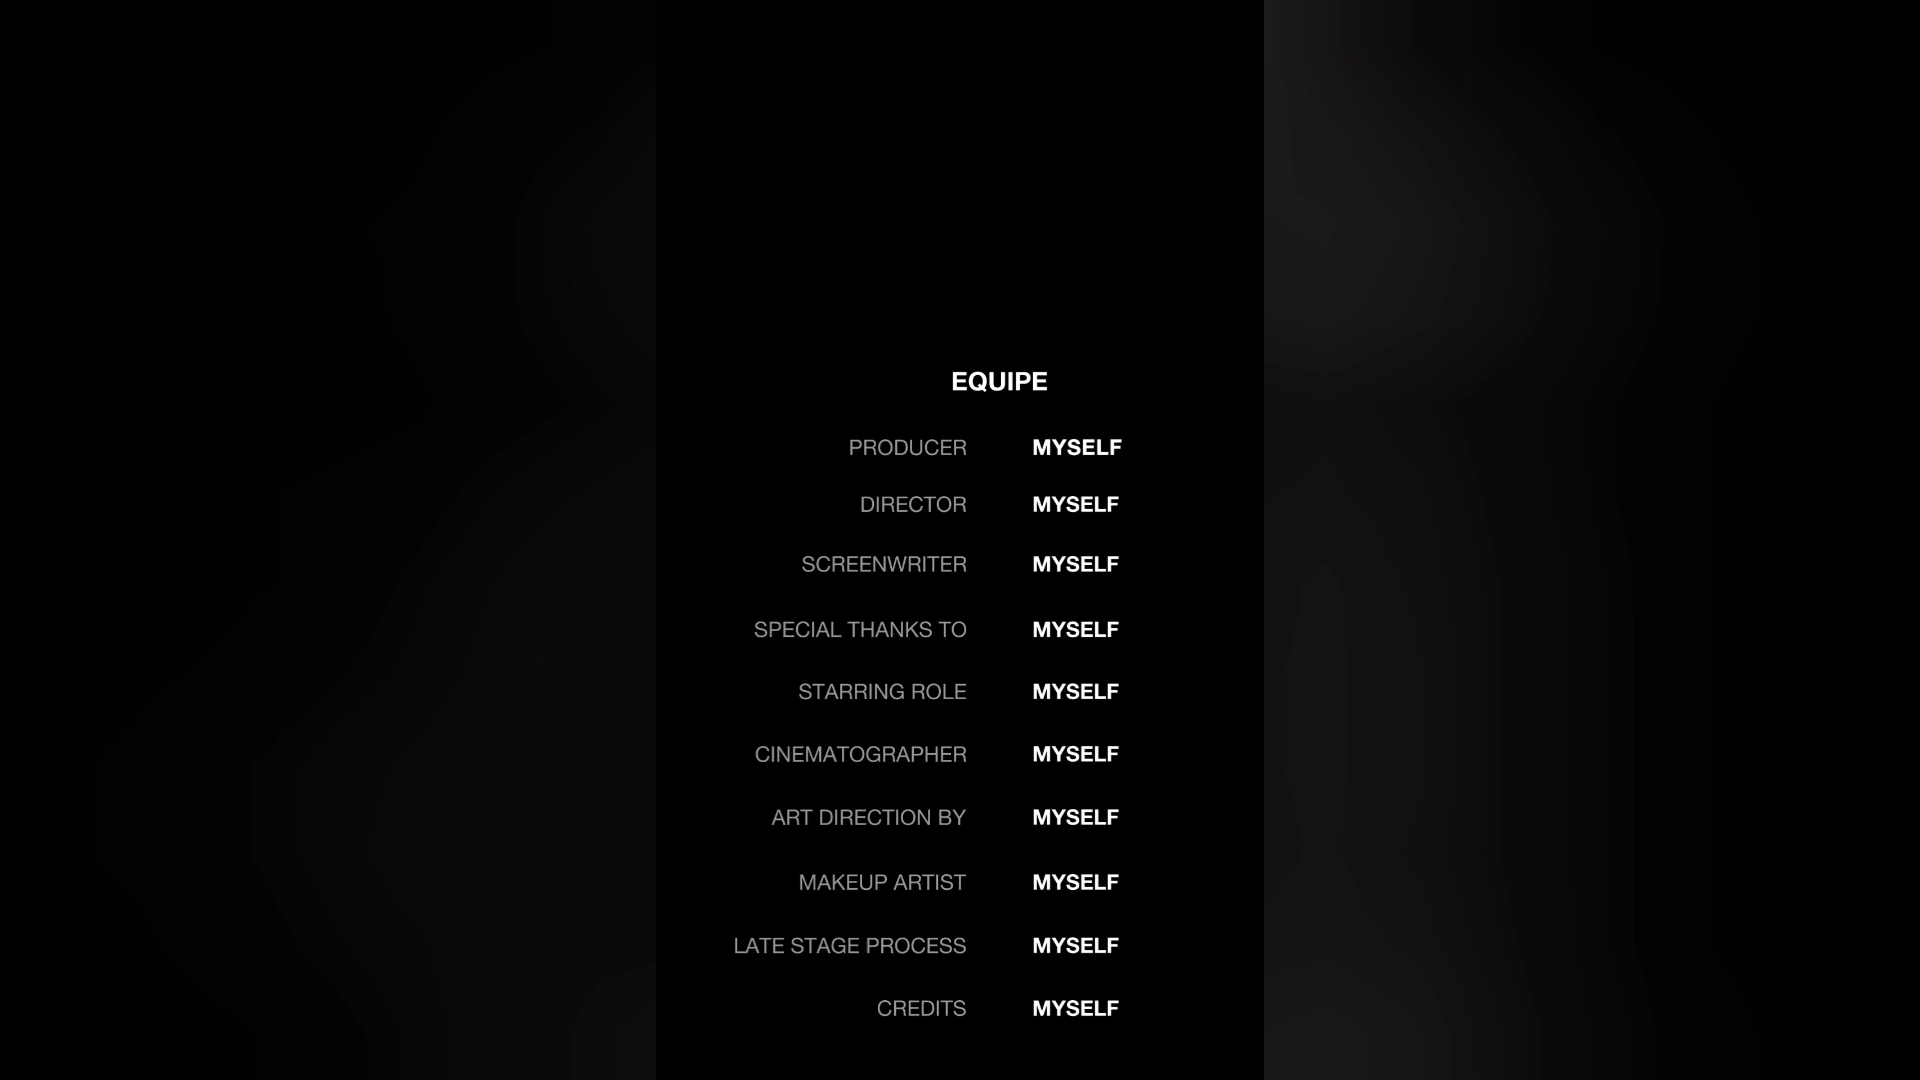 EQUIPE
PRODUCER MYSELF
DIRECTOR MYSELF
SCREENWRITER MYSELF
SPECIAL THANKS TO MYSELF
STARRING ROLE MYSELF
CINEMATOGRAPHER MYSELF
ART DIRECTION BY MYSELF
MAKEUP ARTIST MYSELF
LATE STAGE PROCESS MYSELF
CREDITS MYSELF